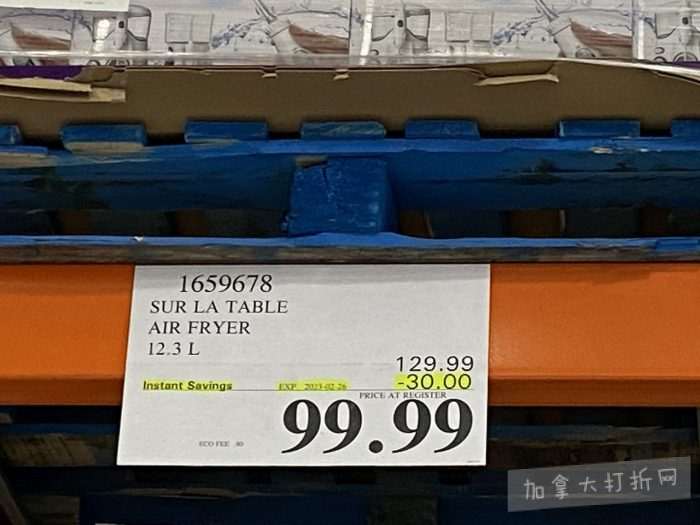 1659678
SUR LA TABLE
AIR FRYER
12.3 L
129.99
Instant Savings EXP. 2023-02-26 -30.00
PRICE AT REGISTER
99.99
ECO FEE .80
加拿大打折网